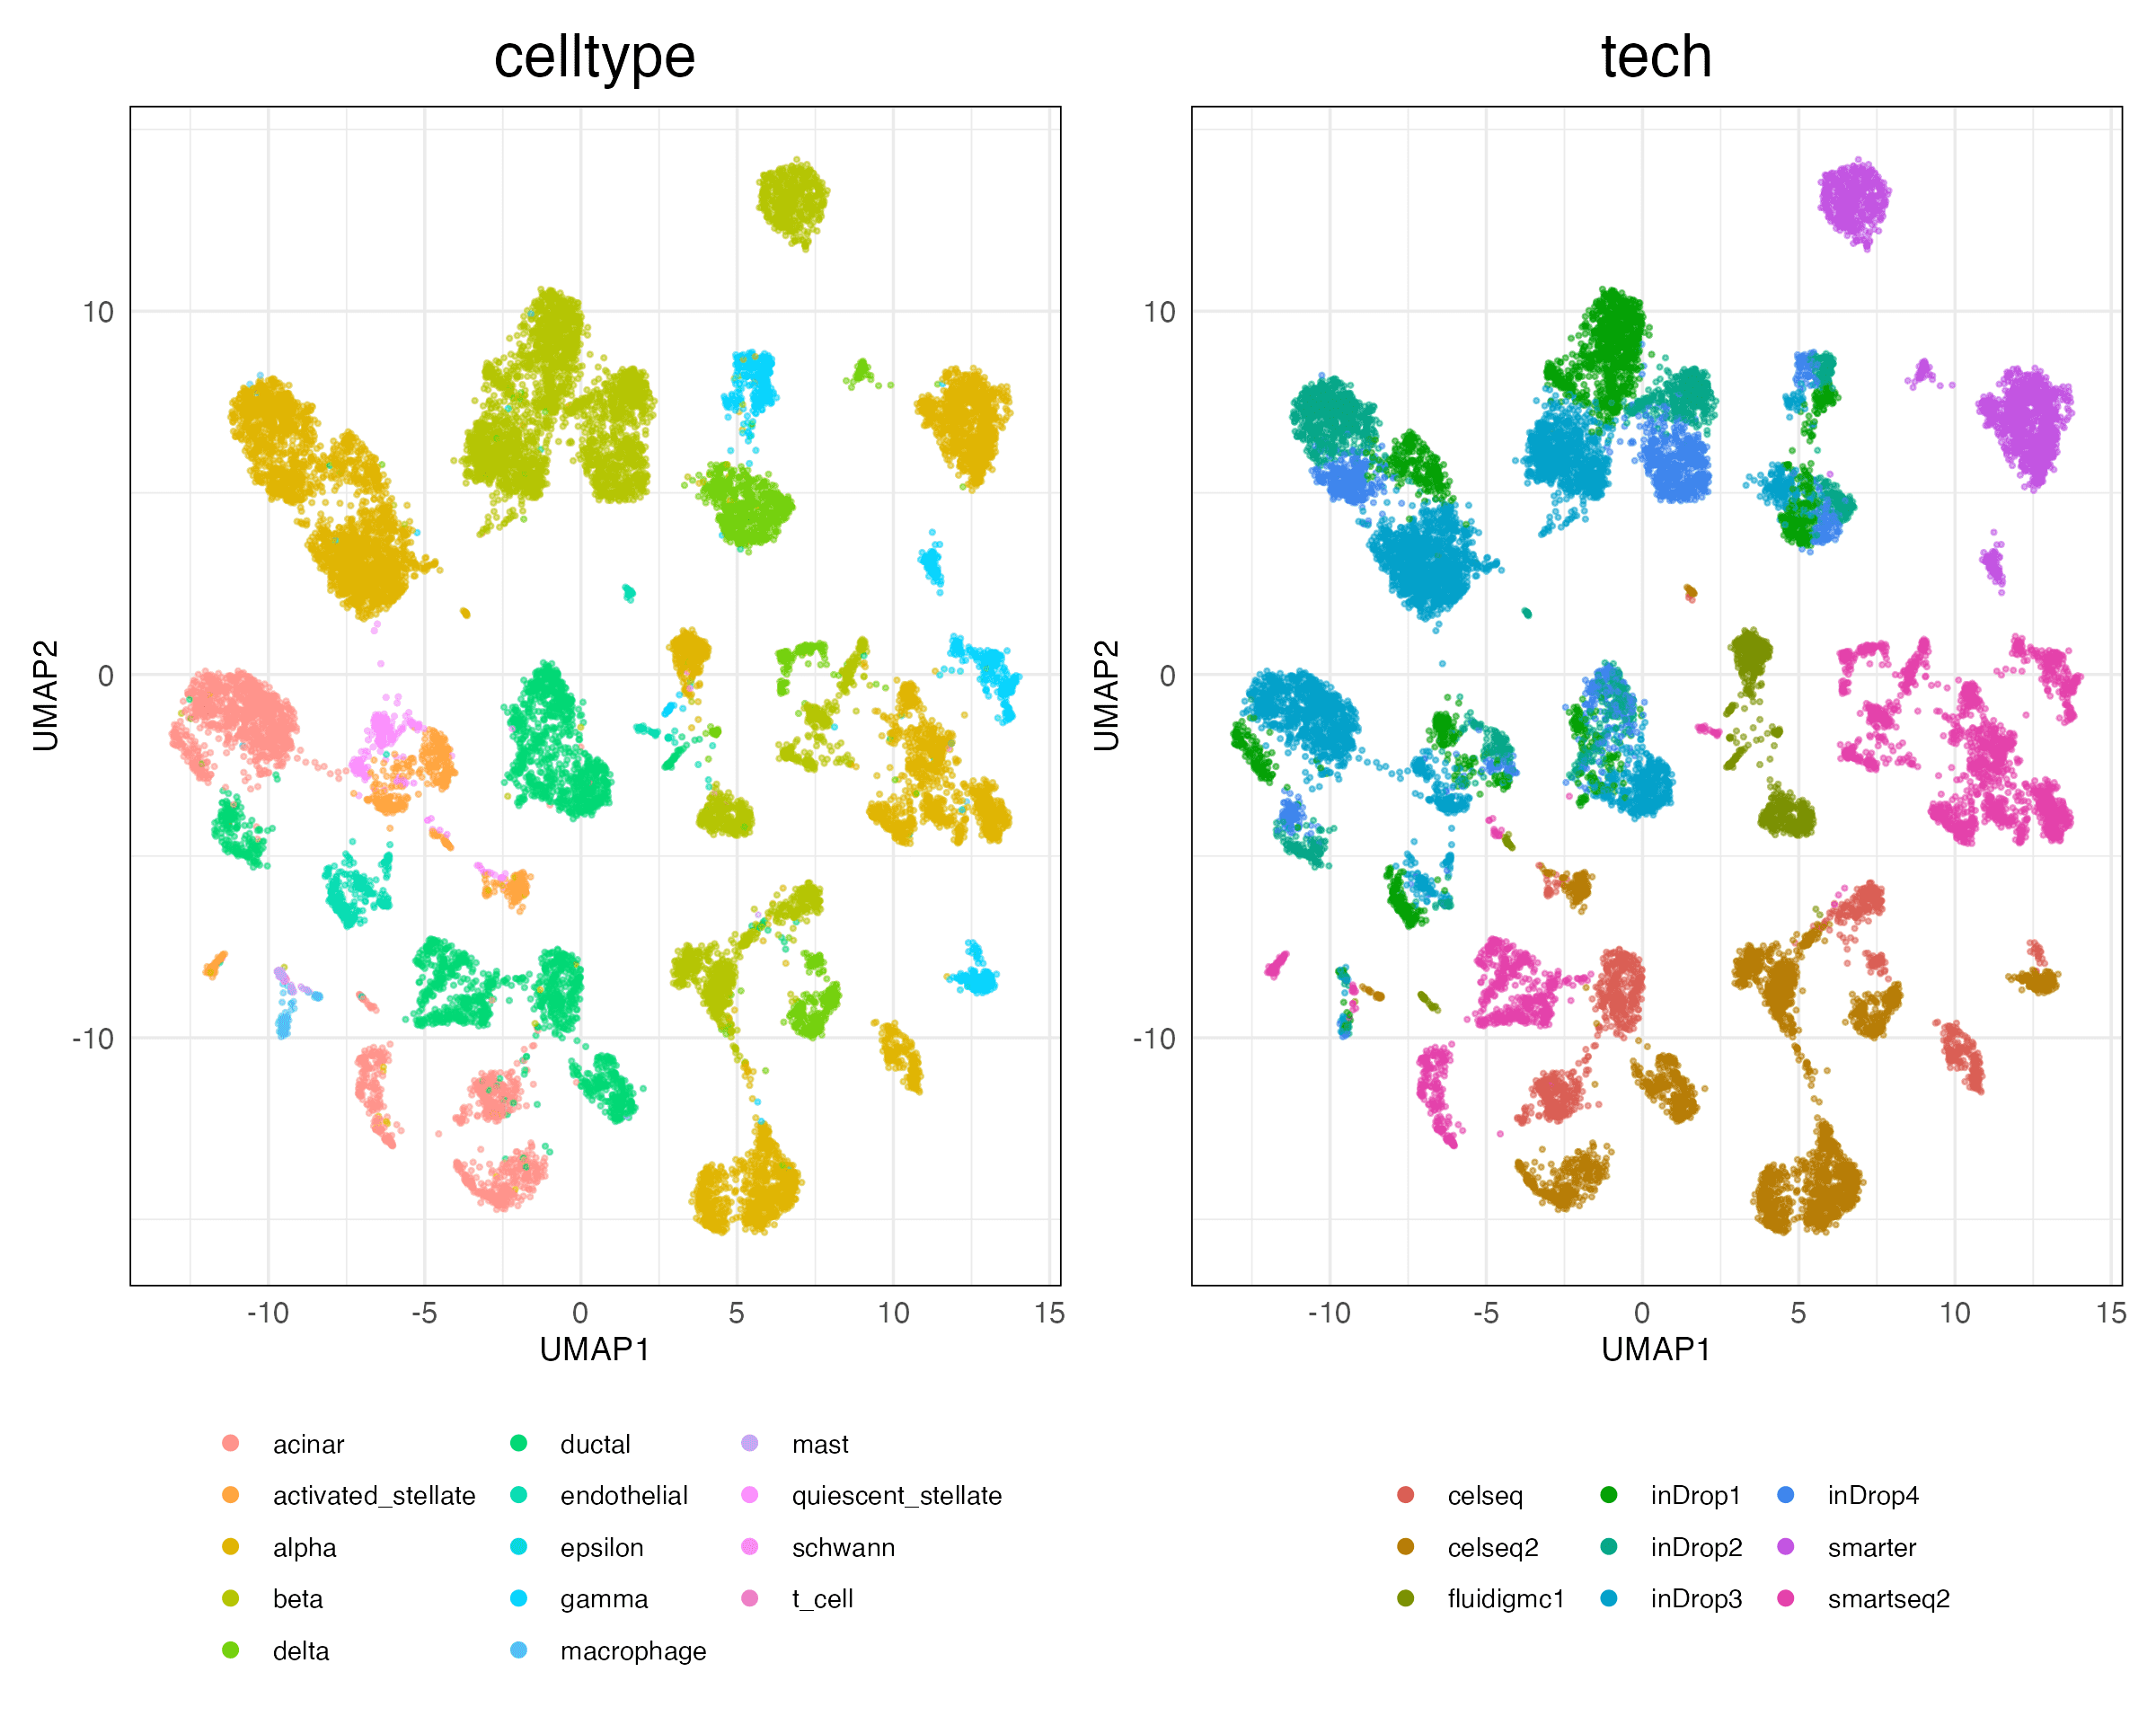 celltype
tech
10
0
-10
UMAP2
-10 -5 0 5 10 15
UMAP1
10
0
-10
UMAP2
-10 -5 0 5 10 15
UMAP1
acinar
activated_stellate
alpha
beta
delta
ductal
endothelial
epsilon
gamma
macrophage
mast
quiescent_stellate
schwann
t_cell
celseq
celseq2
fluidigmc1
inDrop1
inDrop2
inDrop3
inDrop4
smarter
smartseq2